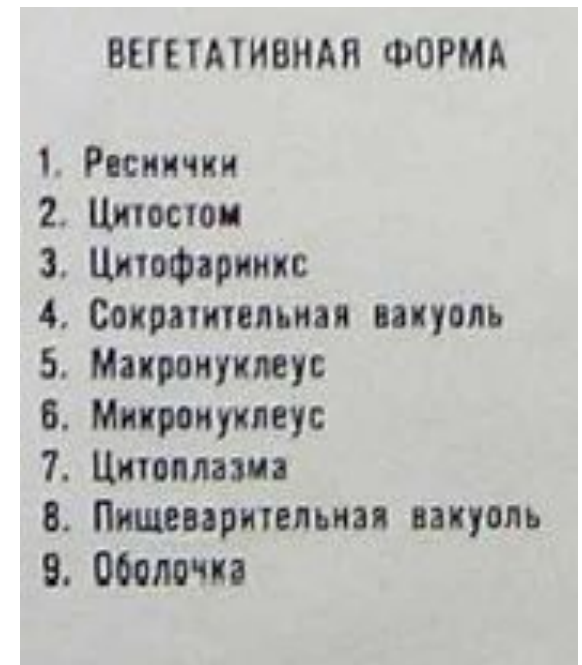 ВЕГЕТАТИВНАЯ ФОРМА
1. Реснички
2. Цитостом
3. Цитофаринкс
4. Сократительная вакуоль
5. Макронуклеус
6. Микронуклеус
7. Цитоплазма
8. Пищеварительная вакуоль
9. Оболочка